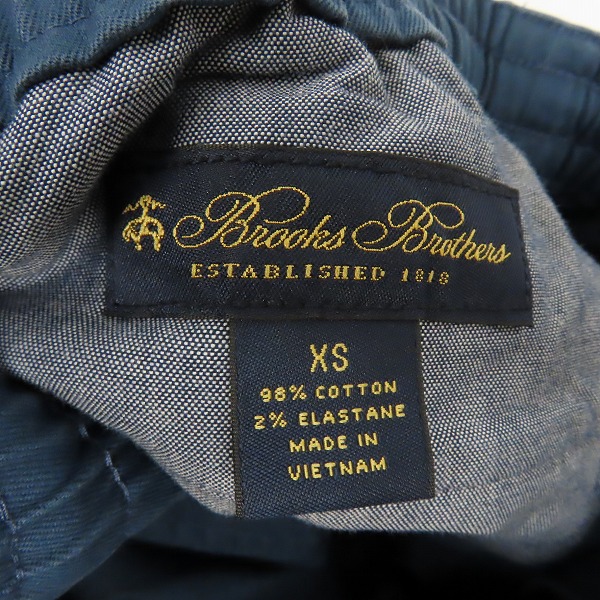 Brooks Brothers
ESTABLISHED 1818
XS
98% COTTON
2% ELASTANE
MADE IN
VIETNAM